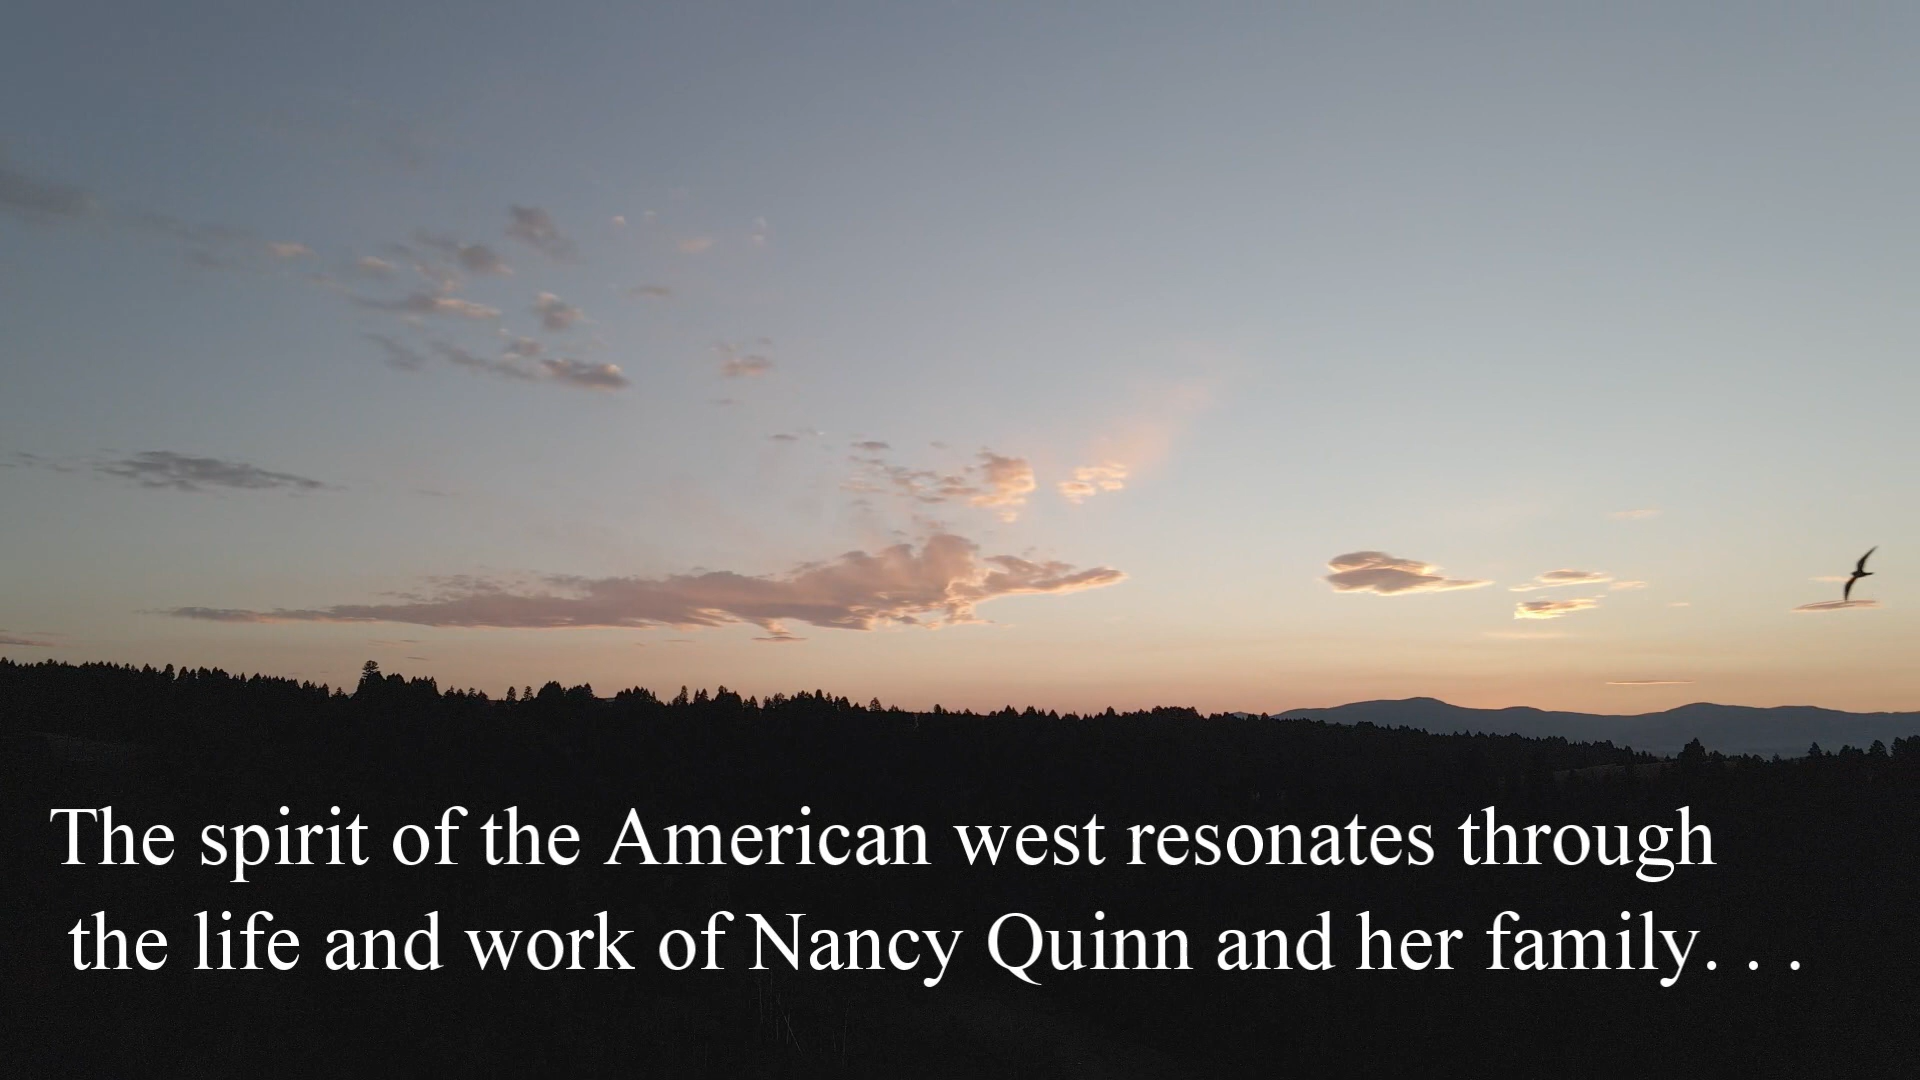 The spirit of the American west resonates through
the life and work of Nancy Quinn and her family. . .